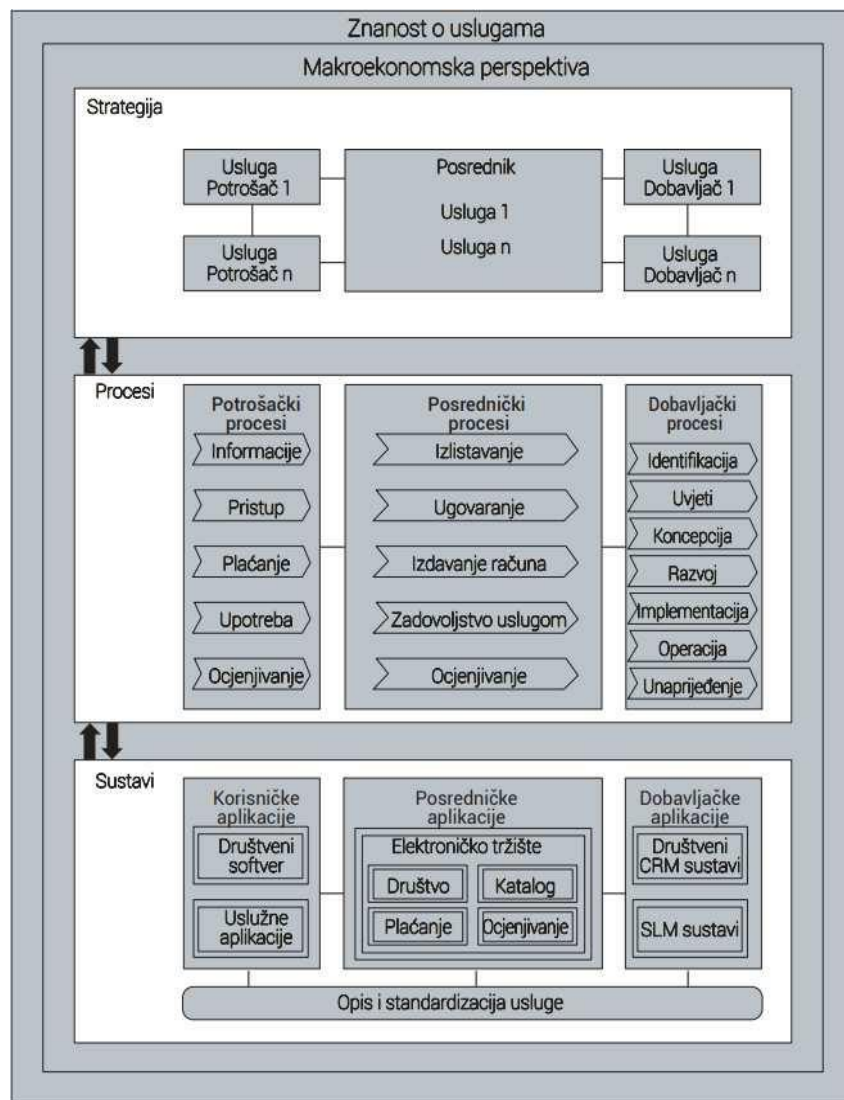 Znanost o uslugama
Makroekonomska perspektiva
Strategija
Usluga
Potrošač 1
Usluga
Potrošač n
Posrednik
Usluga 1
Usluga n
Usluga
Dobavljač 1
Usluga
Dobavljač n
Procesi
Potrošački
procesi
Informacije
Pristup
Plaćanje
Upotreba
Ocjenjivanje
Posrednički
procesi
Izlistavanje
Ugovaranje
Izdavanje računa
Zadovoljstvo uslugom
Ocjenjivanje
Dobavljački
procesi
Identifikacija
Uvjeti
Koncepcija
Razvoj
Implementacija
Operacija
Unaprijeđenje
Sustavi
Korisničke
aplikacije
Društveni
softver
Uslužne
aplikacije
Posredničke
aplikacije
Elektroničko tržište
Društvo
Katalog
Plaćanje
Ocjenjivanje
Dobavljačke
aplikacije
Društveni
CRM sustavi
SLM sustavi
Opis i standardizacija usluge